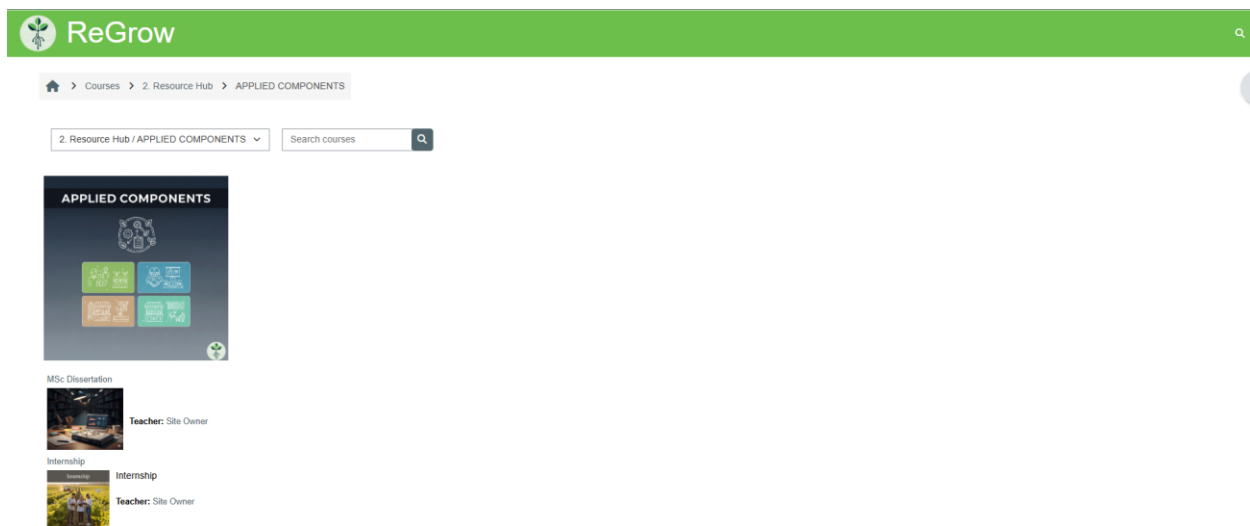 ReGrow
Courses > 2. Resource Hub > APPLIED COMPONENTS
2. Resource Hub / APPLIED COMPONENTS Search courses
APPLIED COMPONENTS
MSc Dissertation
Teacher: Site Owner
Internship
Internship
Internship
Teacher: Site Owner